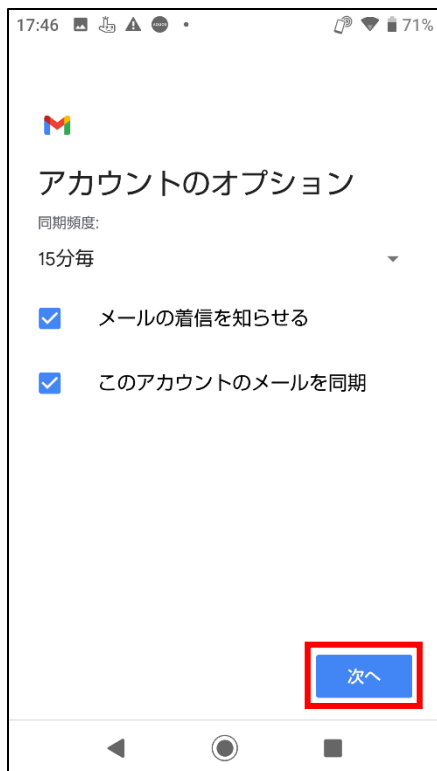 17:46 71%
アカウントのオプション
同期頻度:
15分毎
メールの着信を知らせる
このアカウントのメールを同期
次へ